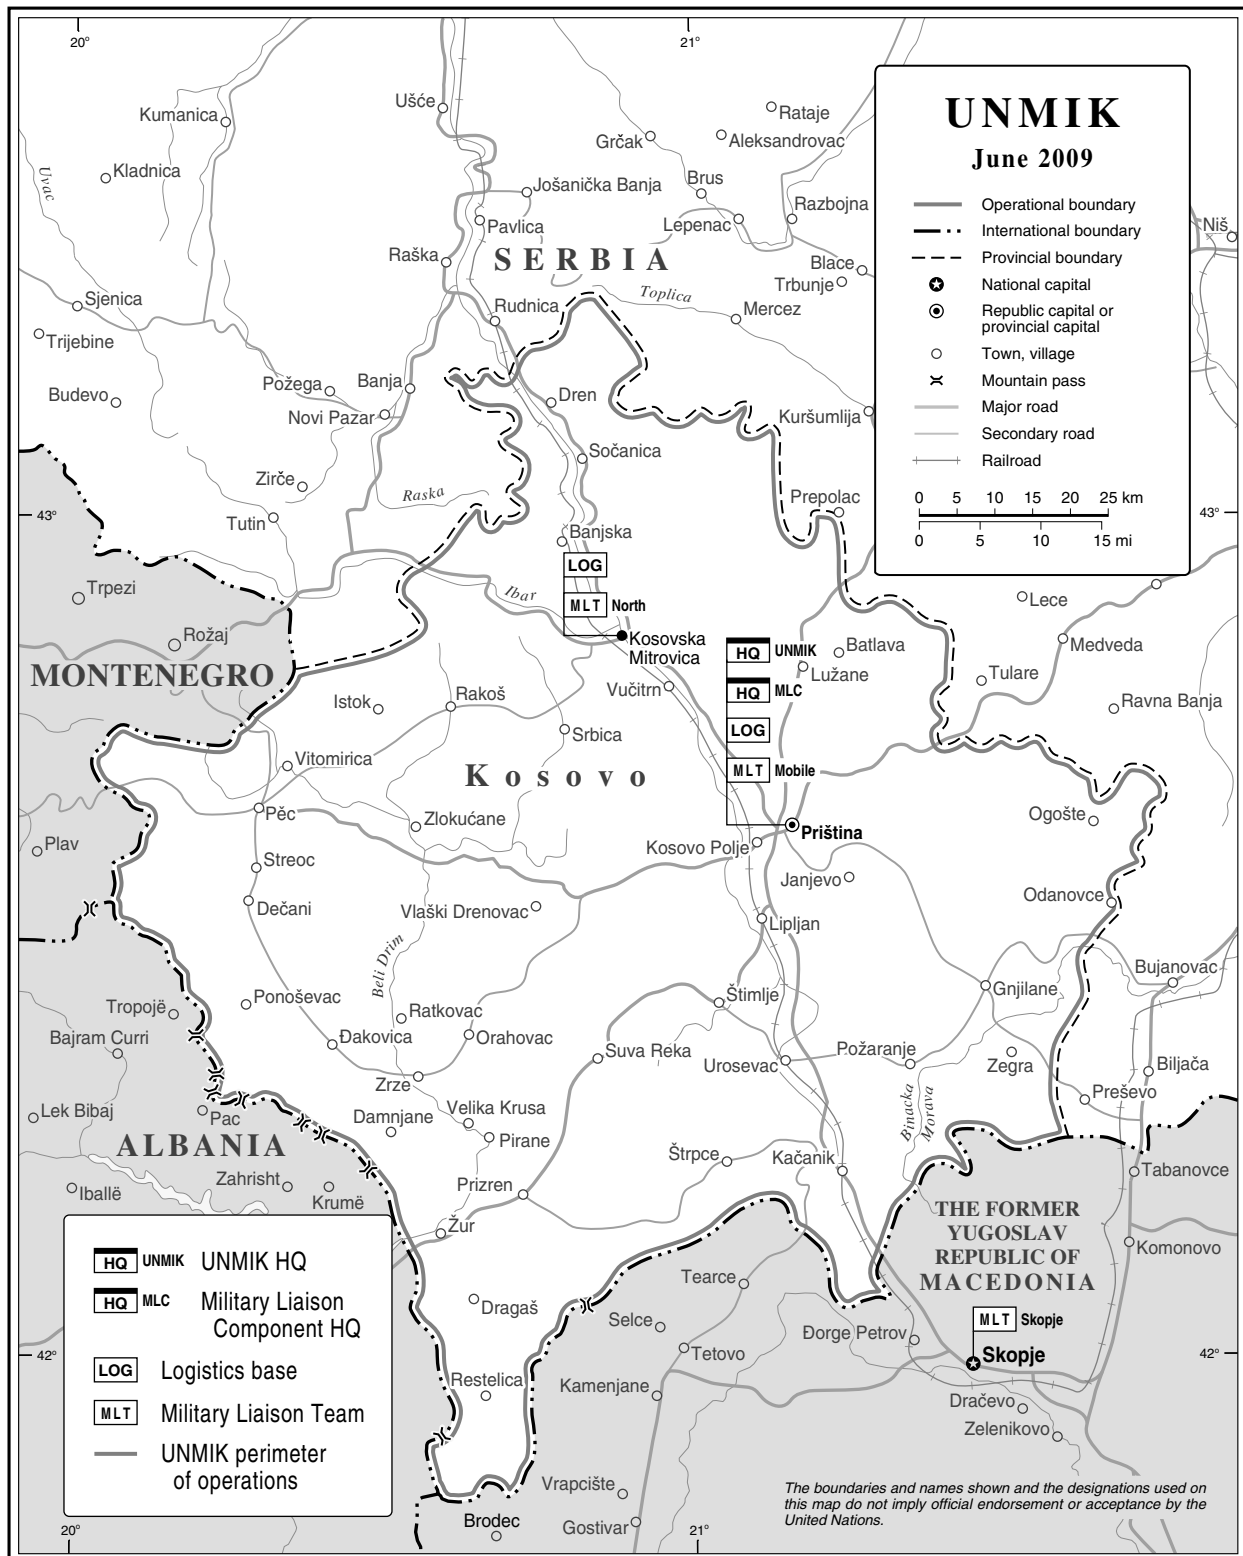 20°
21°
UNMIK
June 2009
Operational boundary
International boundary
Provincial boundary
National capital
Republic capital or
provincial capital
Town, village
Mountain pass
Major road
Secondary road
Railroad
0 5 10 15 20 25 km
0 5 10 15 mi
Kumanica
Ušće
Rataje
Grčak
Aleksandrovac
Kladnica
Uvac
Jošanička Banja
Brus
Razbojna
Pavlica
Lepenac
Niš
Raška
SERBIA
Blace
Trbunje
Sjenica
Toplica
Rudnica
Mercez
Trijebine
Požega
Banja
Budevo
Dren
Novi Pazar
Kuršumlija
Sočanica
Zirče
Raska
Prepolac
43°
43°
Tutin
Banjska
LOG
Trpezi
Ibar
MLT North
Lece
Rožaj
Kosovska
Mitrovica
HQ UNMIK
Batlava
Medveda
MONTENEGRO
Lužane
Tulare
Vučitrn
HQ MLC
Istok
Rakoš
Ravna Banja
Srbica
LOG
Vitomirica
Kosovo
MLT Mobile
Pěc
Zlokućane
Ogošte
Priština
Plav
Kosovo Polje
Streoc
Janjevo
Dečani
Vlaški Drenovac
Odanovce
Lipljan
Beli Drim
Bujanovac
Ponoševac
Štimlje
Gnjilane
Tropojë
Ratkovac
Bajram Curri
Đakovica
Orahovac
Suva Reka
Urosevac
Požaranje
Zegra
Biljača
Zrze
Preševo
Lek Bibaj
Pac
Damnjane
Velika Krusa
Binacka
Morava
ALBANIA
Pirane
Štrpce
Kačanik
Tabanovce
Iballë
Zahrisht
Krumë
Prizren
Žur
THE FORMER
YUGOSLAV
REPUBLIC OF
MACEDONIA
Komonovo
HQ UNMIK UNMIK HQ
HQ MLC Military Liaison
Component HQ
LOG Logistics base
MLT Military Liaison Team
UNMIK perimeter
of operations
Tearce
Dragaš
Selce
MLT Skopje
Đorge Petrov
Tetovo
Skopje
42°
42°
Restelica
Kamenjane
Dračevo
Zelenikovo
Vrapcište
Brodec
Gostivar
The boundaries and names shown and the designations used on
this map do not imply official endorsement or acceptance by the
United Nations.
20°
21°